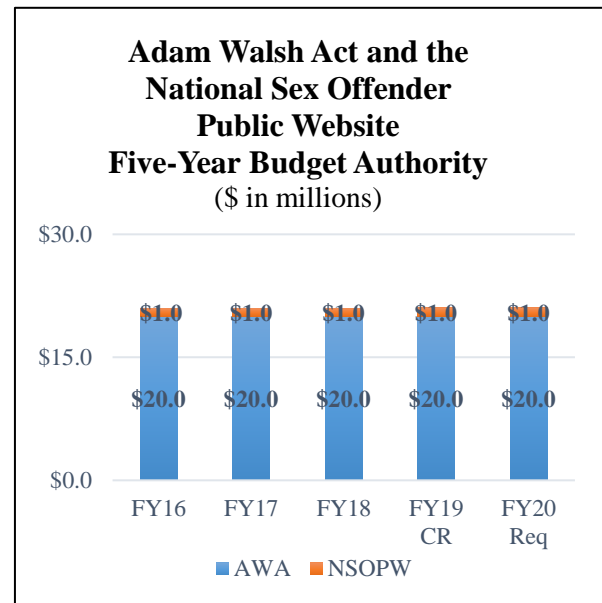 Adam Walsh Act and the
National Sex Offender
Public Website
Five-Year Budget Authority
($ in millions)
$30.0
$15.0
$0.0
$1.0 $1.0 $1.0 $1.0 $1.0
$20.0 $20.0 $20.0 $20.0 $20.0
FY16 FY17 FY18 FY19 FY20
CR Req
AWA NSOPW